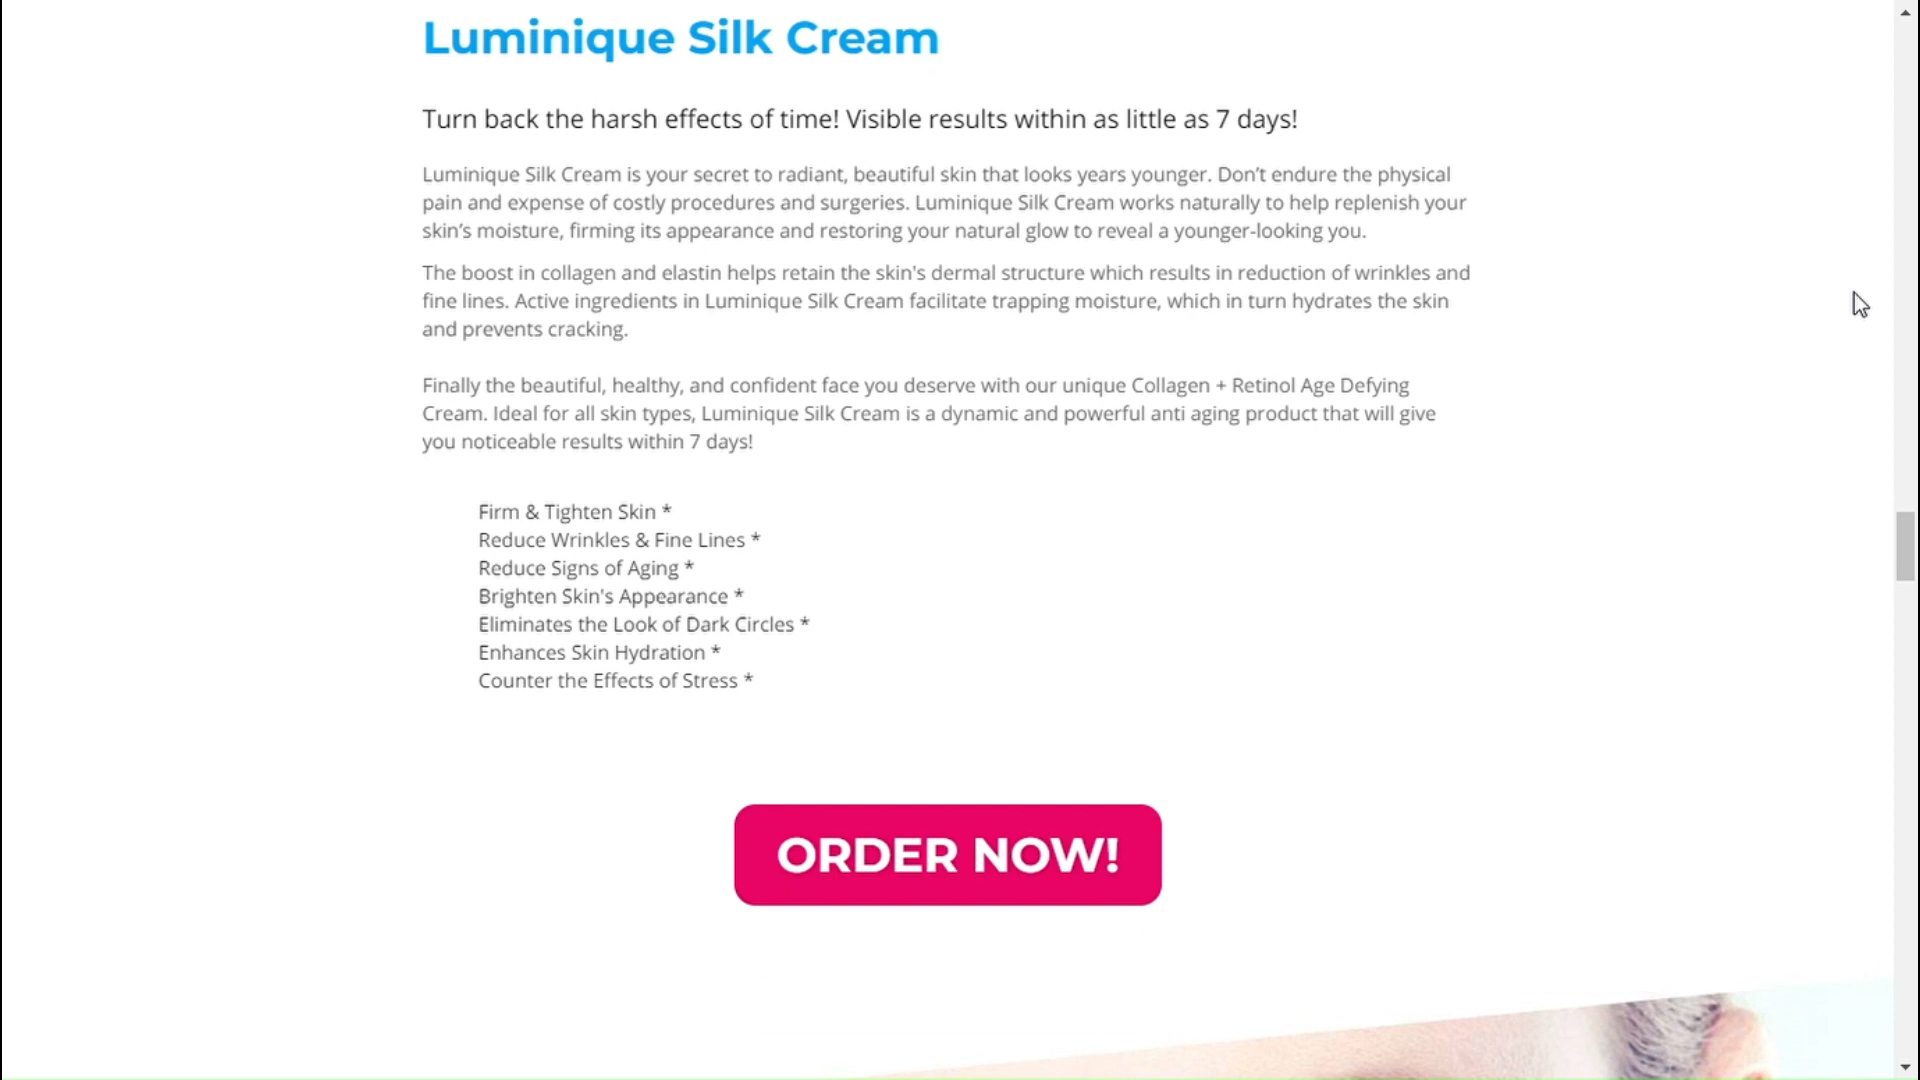 Luminique Silk Cream
Turn back the harsh effects of time! Visible results within as little as 7 days!
Luminique Silk Cream is your secret to radiant, beautiful skin that looks years younger. Don’t endure the physical
pain and expense of costly procedures and surgeries. Luminique Silk Cream works naturally to help replenish your
skin’s moisture, firming its appearance and restoring your natural glow to reveal a younger-looking you.
The boost in collagen and elastin helps retain the skin's dermal structure which results in reduction of wrinkles and
fine lines. Active ingredients in Luminique Silk Cream facilitate trapping moisture, which in turn hydrates the skin
and prevents cracking.
Finally the beautiful, healthy, and confident face you deserve with our unique Collagen + Retinol Age Defying
Cream. Ideal for all skin types, Luminique Silk Cream is a dynamic and powerful anti aging product that will give
you noticeable results within 7 days!
Firm & Tighten Skin *
Reduce Wrinkles & Fine Lines *
Reduce Signs of Aging *
Brighten Skin's Appearance *
Eliminates the Look of Dark Circles *
Enhances Skin Hydration *
Counter the Effects of Stress *
ORDER NOW!